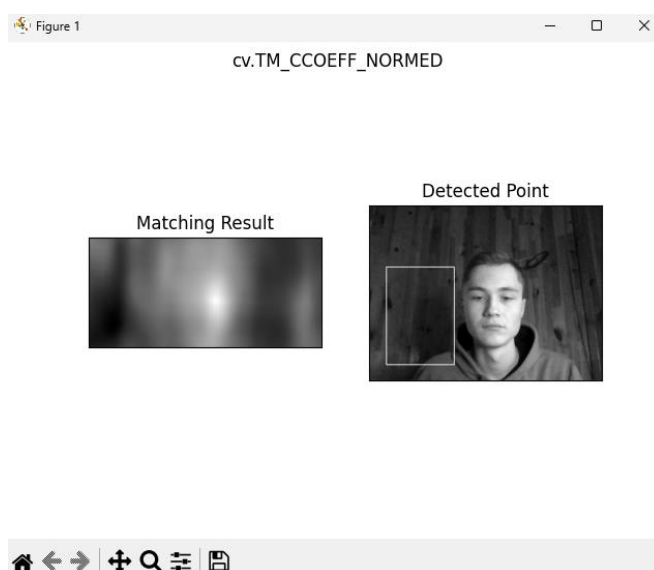 Figure 1
cv.TM_CCOEFF_NORMED
Matching Result
Detected Point